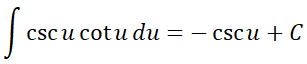 ∫ csc u cot u du = − csc u + C